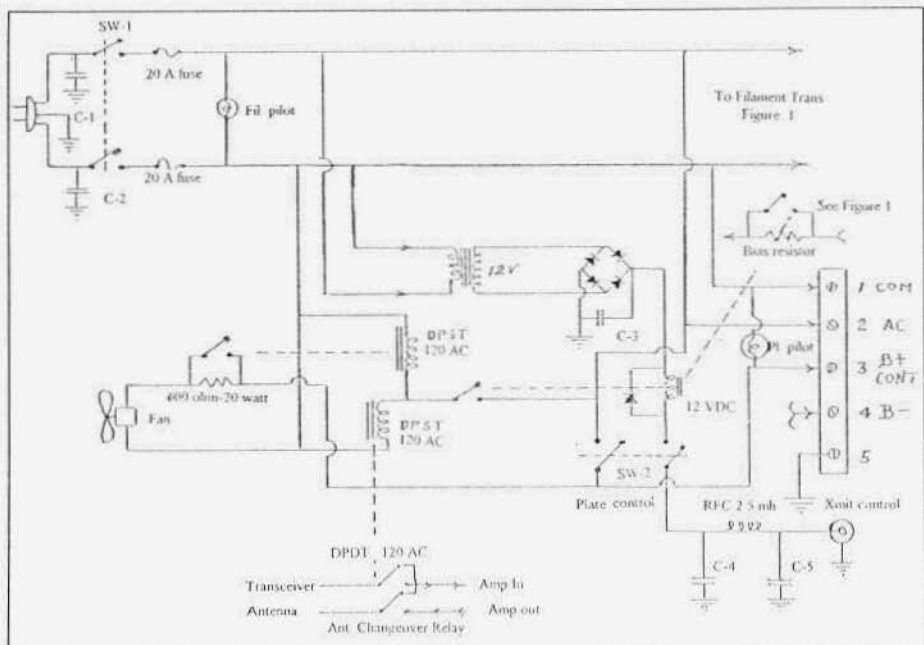 SW-1
20 A fuse
C-1
Fil. pilot
To Filament Trans
Figure 1
20 A fuse
C-2
See Figure 1
Bias resistor
12V
1 COM
C-3
2 AC
DPST
120 AC
Pl pilot
3 B+
CONT
600 ohm-20 watt
12 VDC
Fan
DPST
120 AC
4 B-
SW-2
5
Plate control
RFC 2 5 mh
Xmit control
DPDT 120 AC
C-4
C-5
Transceiver
Amp In
Antenna
Amp out
Ant Changeover Relay